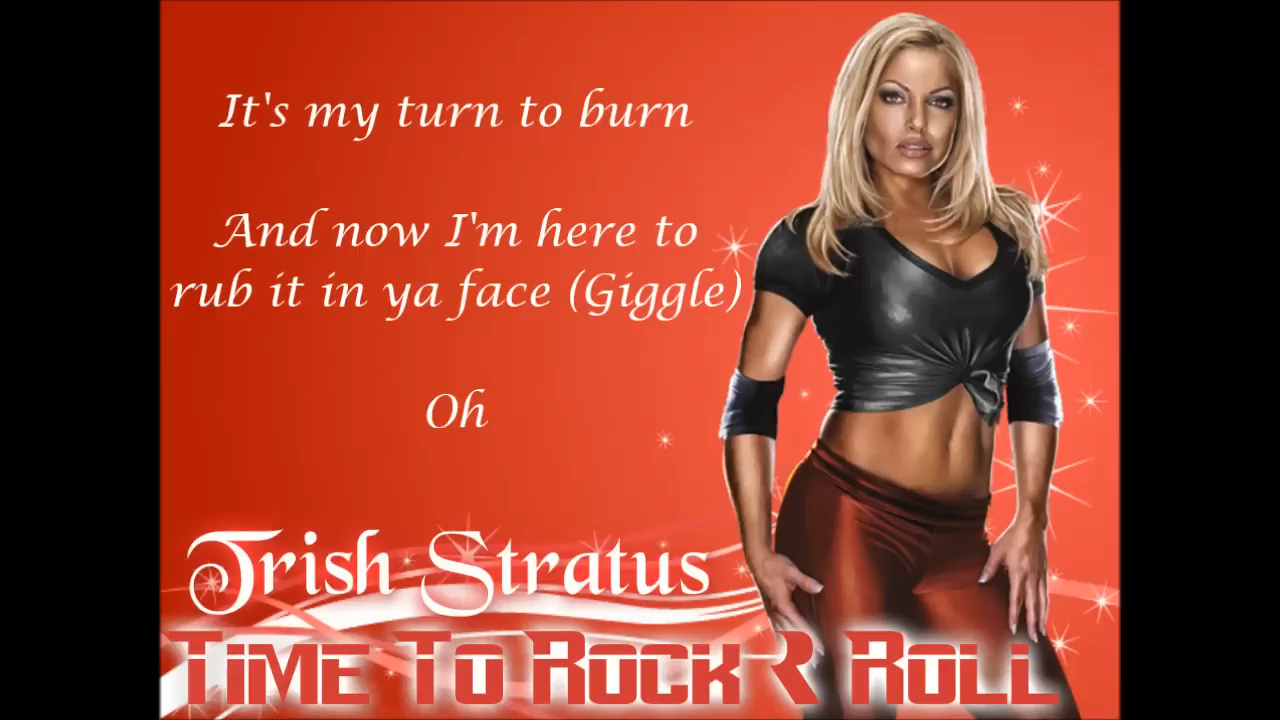 It's my turn to burn
And now I'm here to
rub it in ya face (Giggle)
Oh
Trish Stratus
Time To Rock R Roll